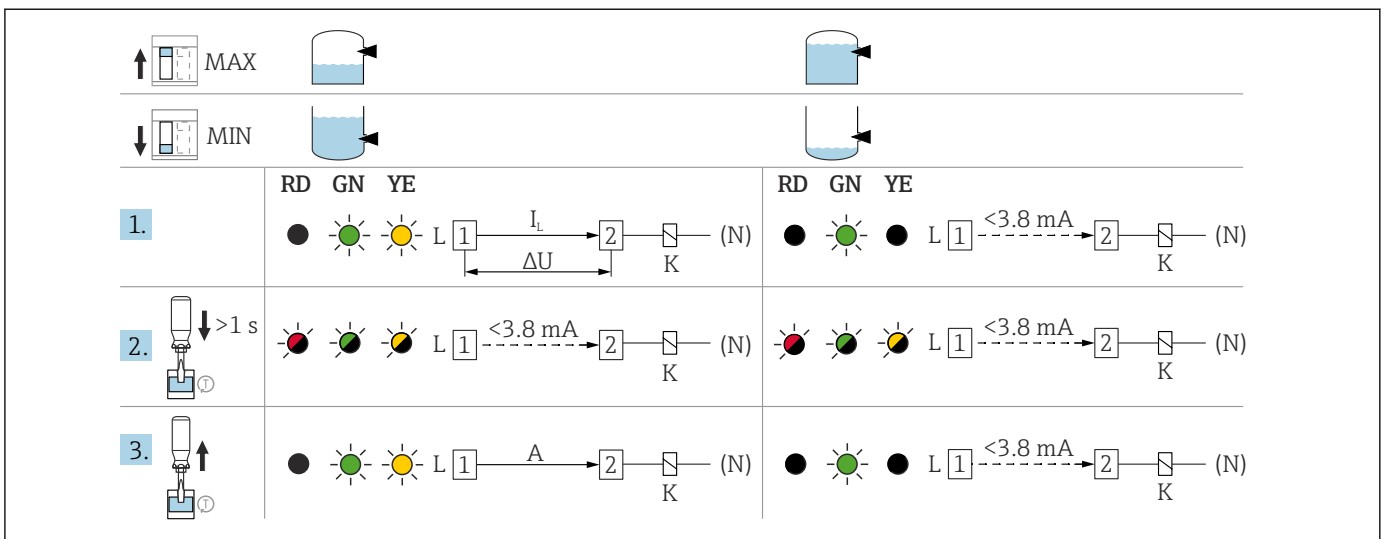 MAX
MIN
RD GN YE RD GN YE
1. L 1 I_L 2 (N) L 1 <3.8 mA 2 (N)
ΔU K K
2. >1 s L 1 <3.8 mA 2 (N) L 1 <3.8 mA 2 (N)
T K K
3. L 1 A 2 (N) L 1 <3.8 mA 2 (N)
T K K